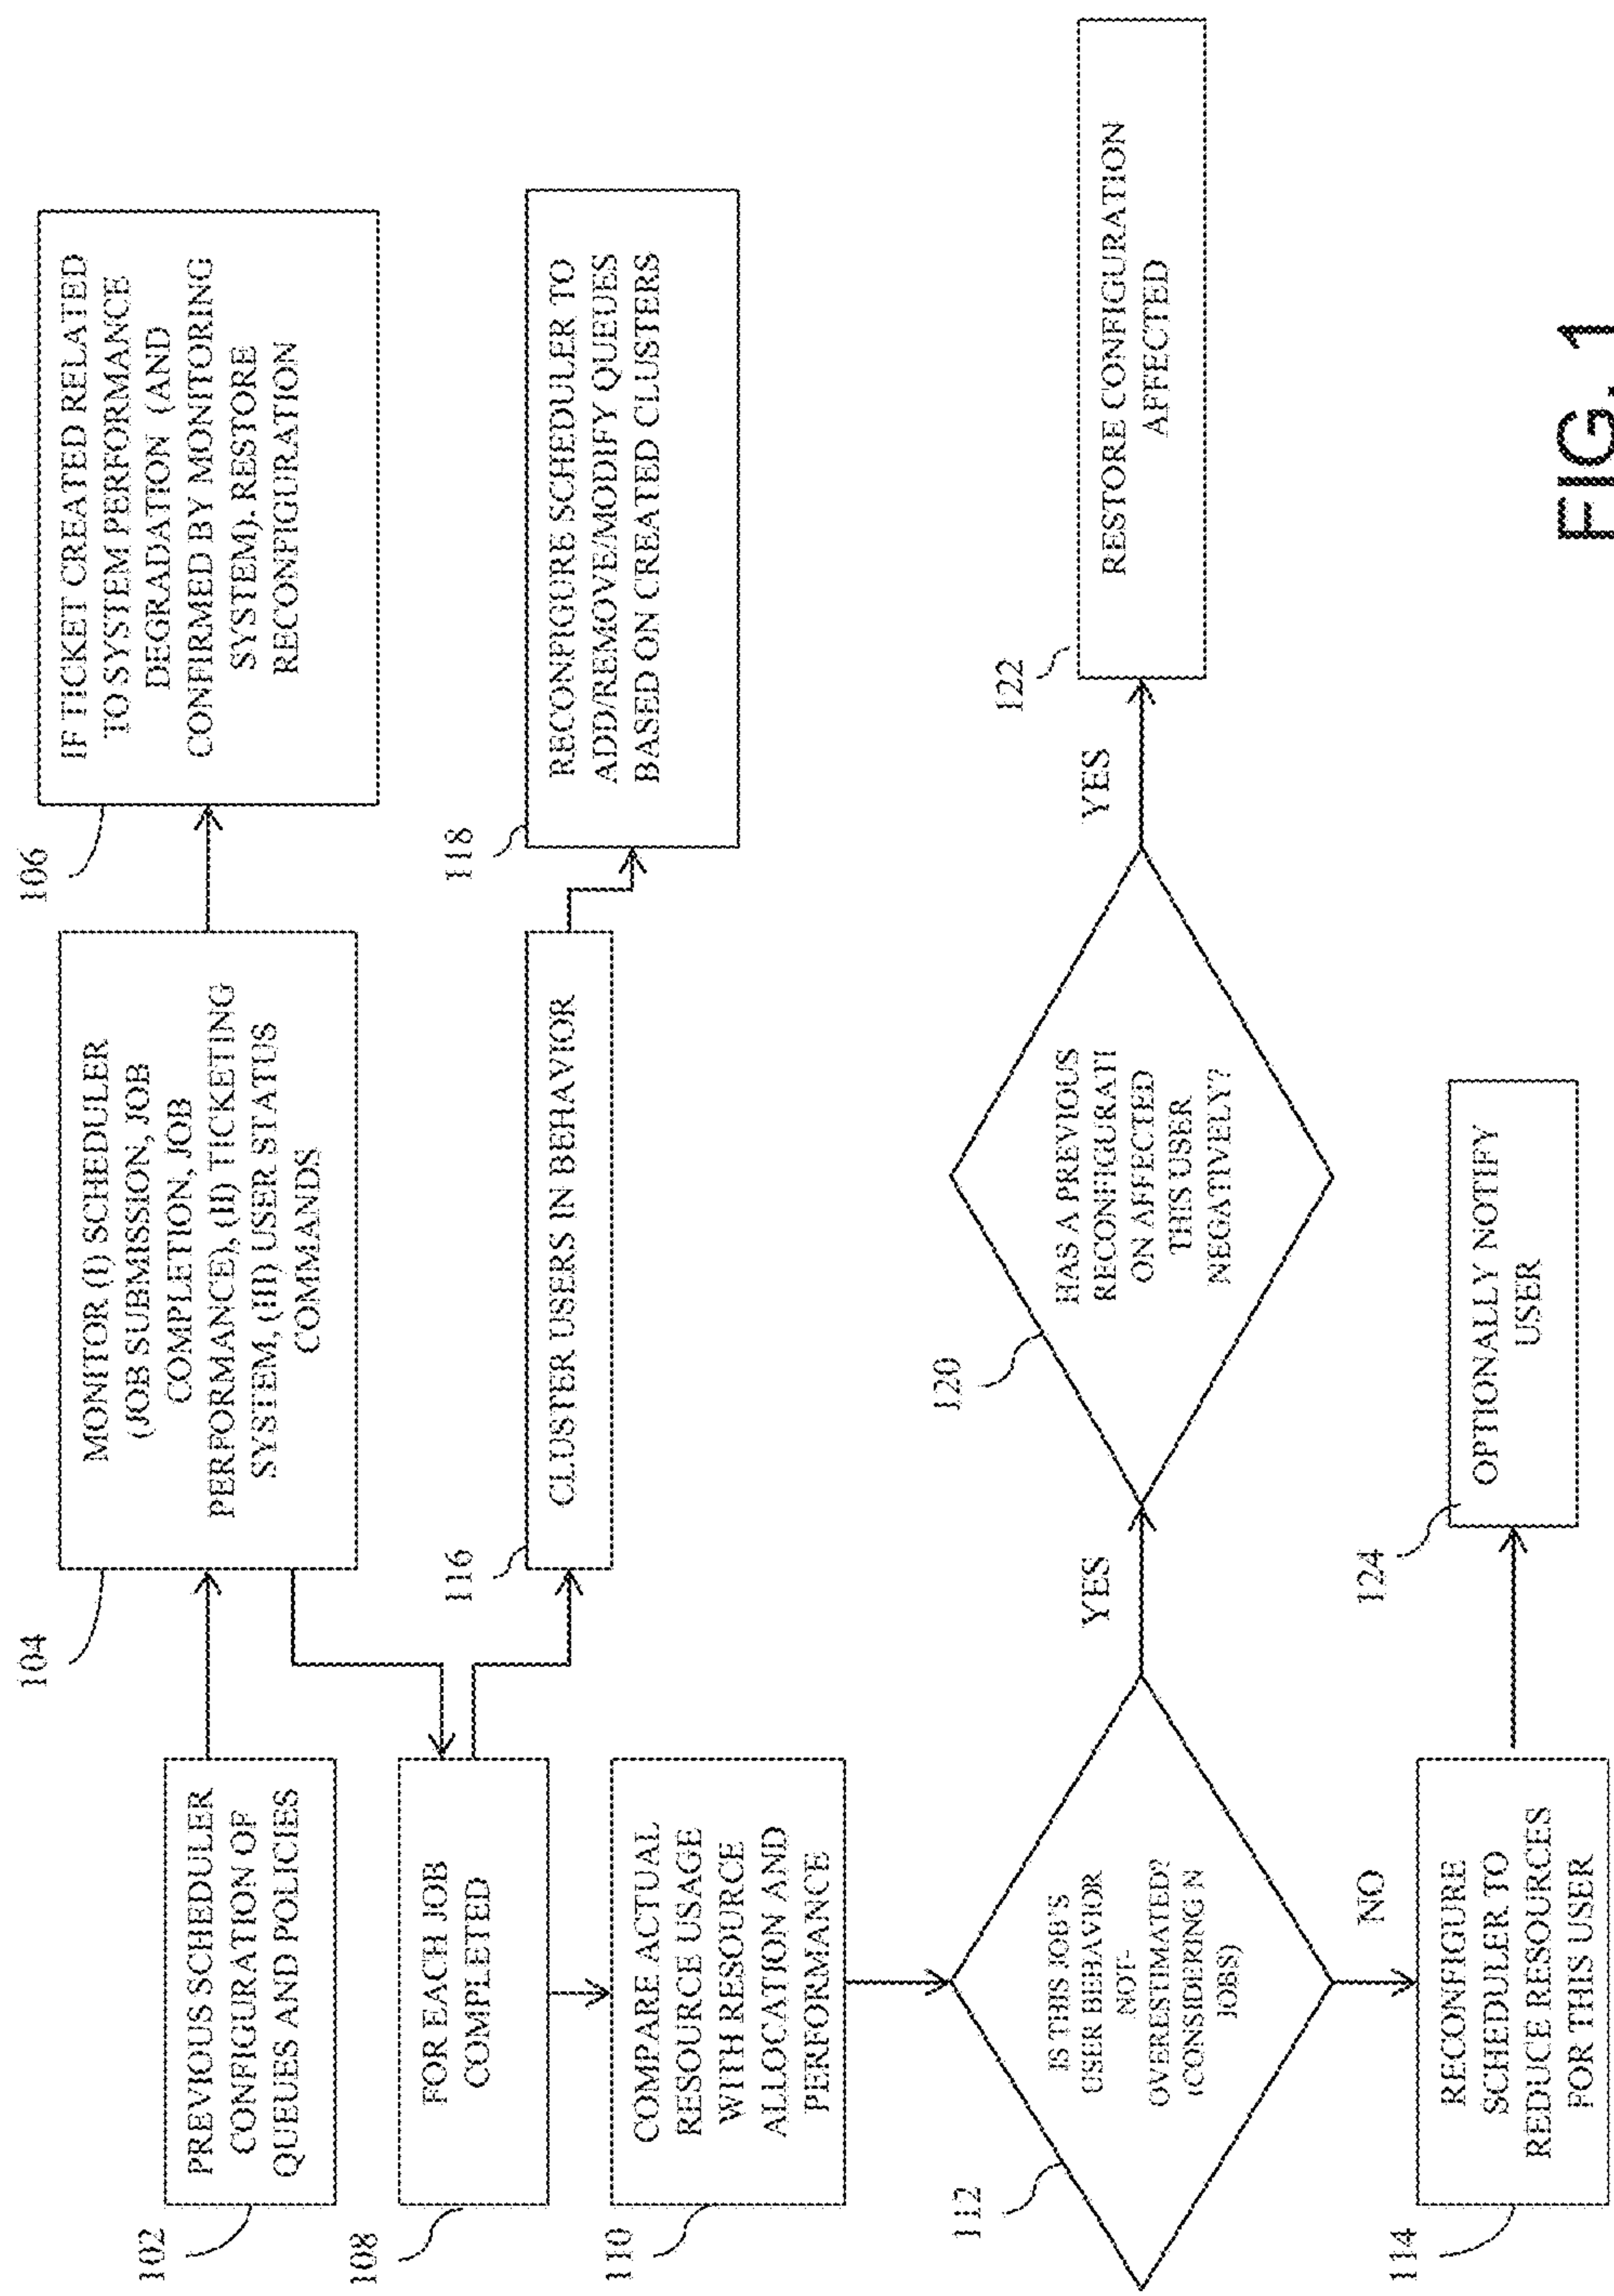 102
PREVIOUS SCHEDULER
CONFIGURATION OF
QUEUES AND POLICIES
104
MONITOR (I) SCHEDULER
(JOB SUBMISSION, JOB
COMPLETION, JOB
PERFORMANCE), (II) TICKETING
SYSTEM, (III) USER STATUS
COMMANDS
106
IF TICKET CREATED RELATED
TO SYSTEM PERFORMANCE
DEGRADATION (AND
CONFIRMED BY MONITORING
SYSTEM). RESTORE
RECONFIGURATION
108
FOR EACH JOB
COMPLETED
116
CLUSTER USERS IN BEHAVIOR
118
RECONFIGURE SCHEDULER TO
ADD/REMOVE/MODIFY QUEUES
BASED ON CREATED CLUSTERS
110
COMPARE ACTUAL
RESOURCE USAGE
WITH RESOURCE
ALLOCATION AND
PERFORMANCE
112
IS THIS JOB'S
USER BEHAVIOR
NOT-
OVERESTIMATED?
(CONSIDERING N
JOBS)
YES
120
HAS A PREVIOUS
RECONFIGURATI
ON AFFECTED
THIS USER
NEGATIVELY?
YES
122
RESTORE CONFIGURATION
AFFECTED
NO
114
RECONFIGURE
SCHEDULER TO
REDUCE RESOURCES
FOR THIS USER
124
OPTIONALLY NOTIFY
USER
FIG. 1